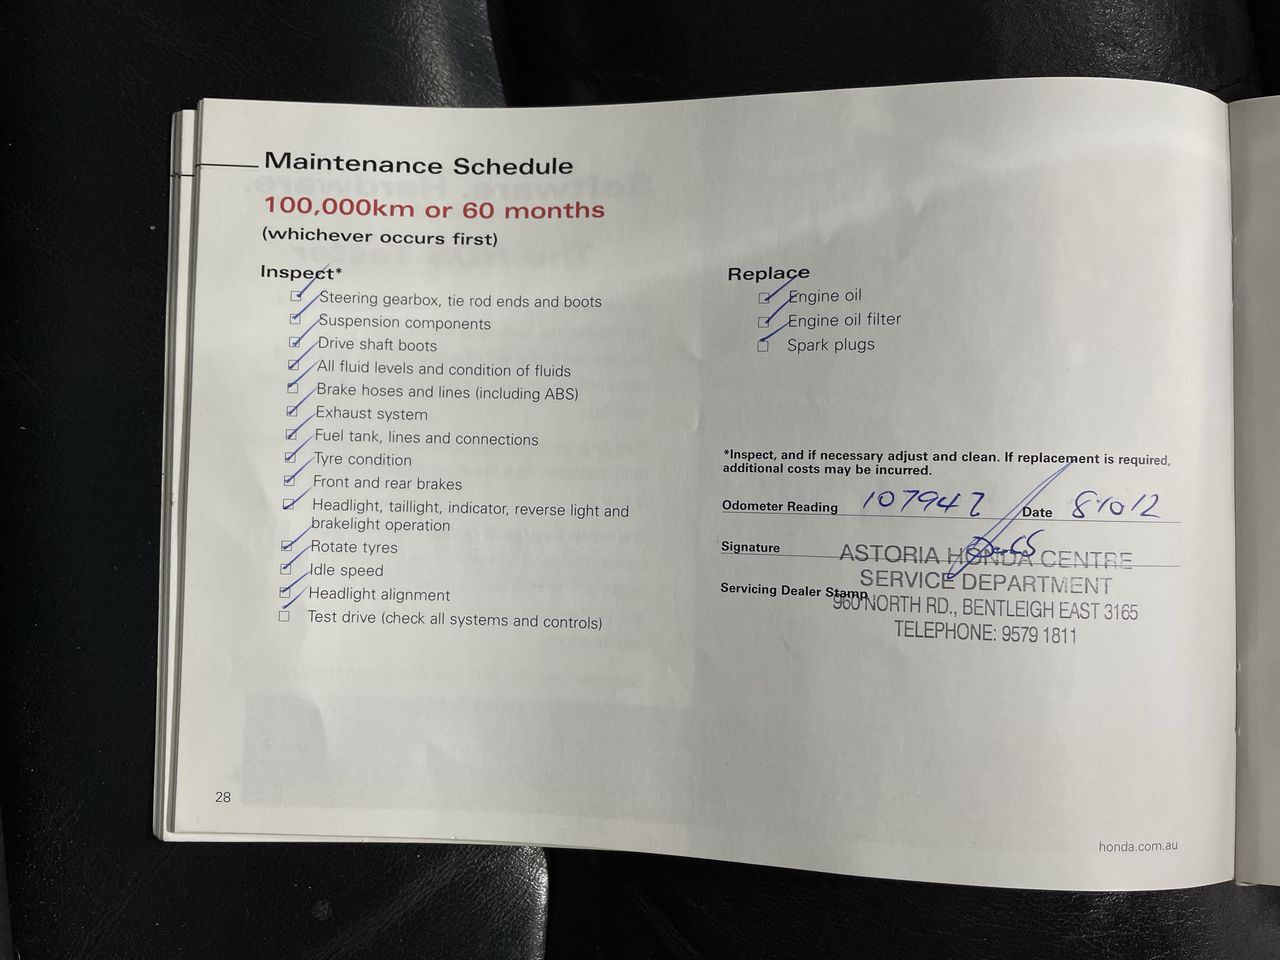 Maintenance Schedule
100,000km or 60 months
(whichever occurs first)
Inspect*
Steering gearbox, tie rod ends and boots
Suspension components
Drive shaft boots
All fluid levels and condition of fluids
Brake hoses and lines (including ABS)
Exhaust system
Fuel tank, lines and connections
Tyre condition
Front and rear brakes
Headlight, taillight, indicator, reverse light and
brakelight operation
Rotate tyres
Idle speed
Headlight alignment
Test drive (check all systems and controls)
Replace
Engine oil
Engine oil filter
Spark plugs
*Inspect, and if necessary adjust and clean. If replacement is required,
additional costs may be incurred.
Odometer Reading 107947 Date
Signature
ASTORIA HONDA CENTRE
SERVICE DEPARTMENT
Servicing Dealer Stamp
960 NORTH RD., BENTLEIGH EAST 3165
TELEPHONE: 9579 1811
28
honda.com.au